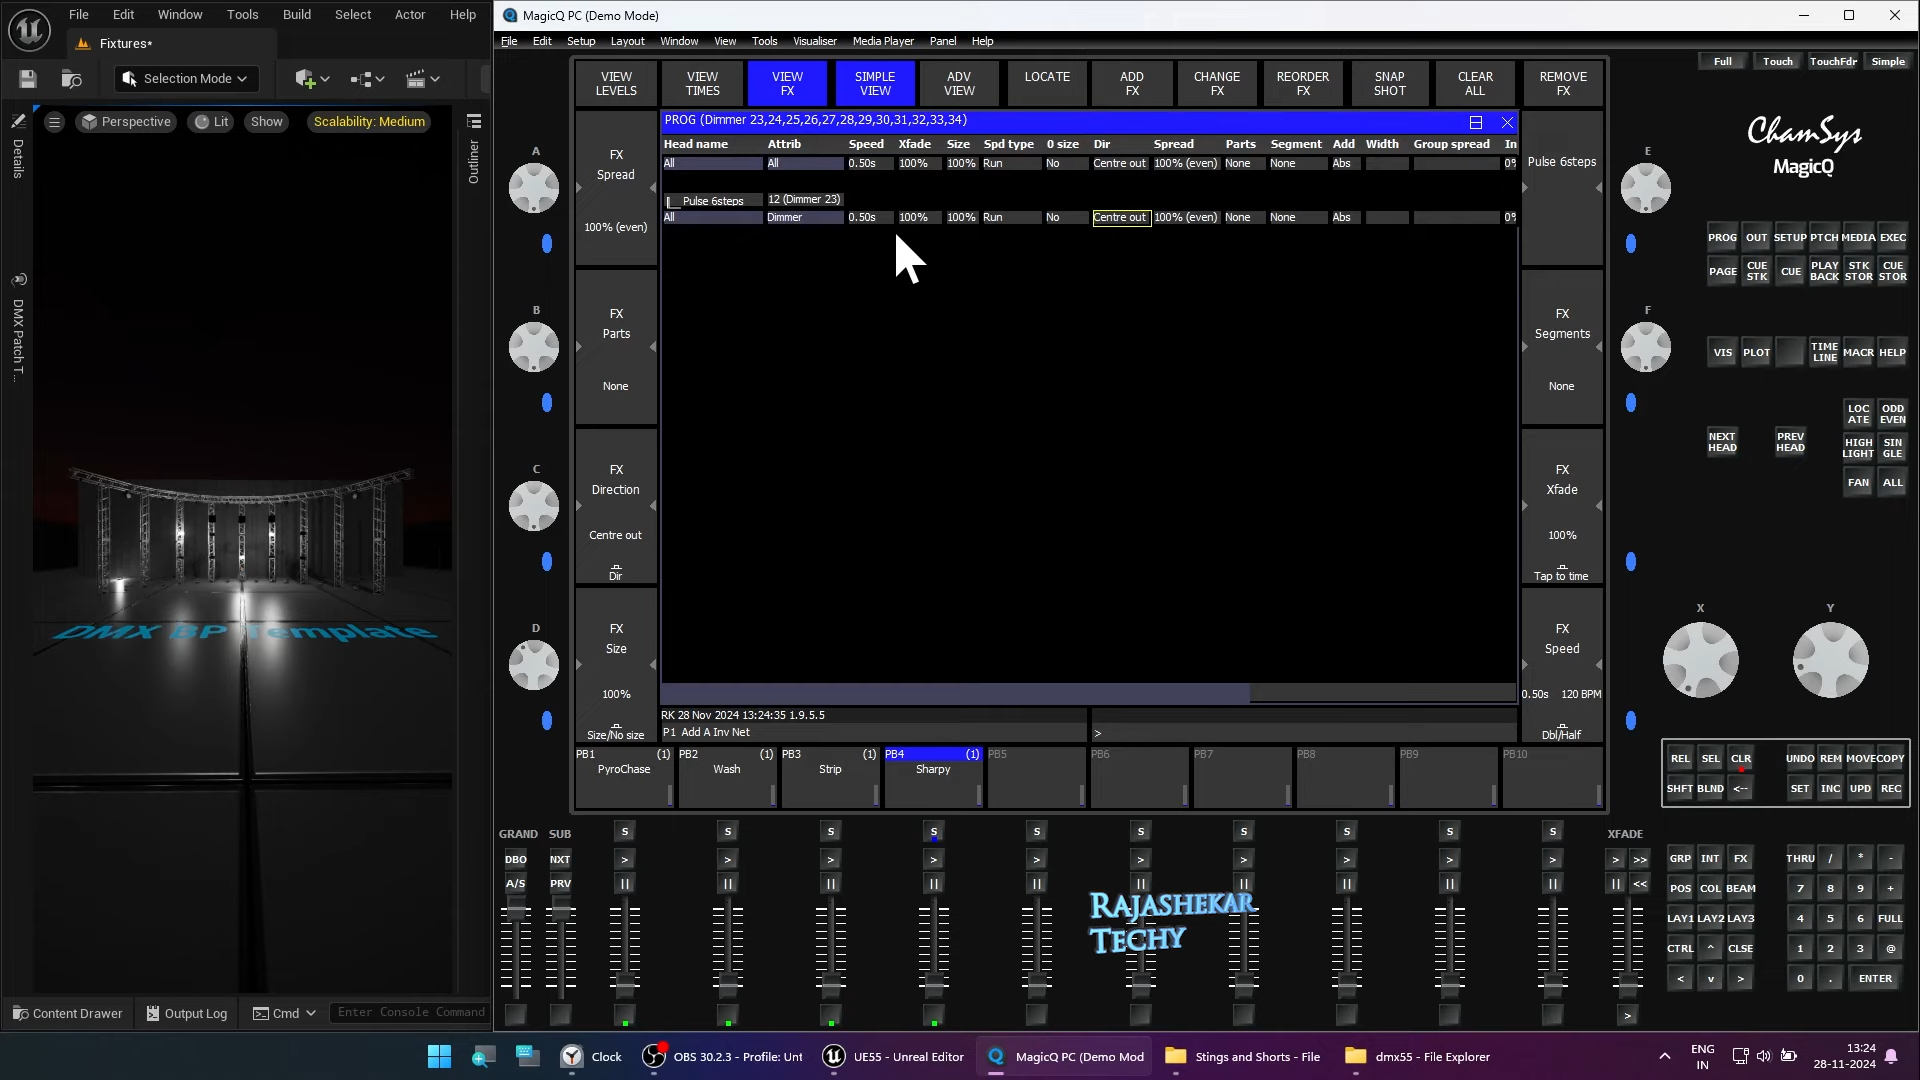 File Edit Window Tools Build Select Actor Help
Fixtures*
Selection Mode
Perspective Lit Show Scalability: Medium
Details
Outliner
DMX Patch T...
DMX BP Template
Content Drawer Output Log Cmd Enter Console Command
MagicQ PC (Demo Mode)
File Edit Setup Layout Window View Tools Visualiser Media Player Panel Help
VIEW LEVELS
VIEW TIMES
VIEW FX
SIMPLE VIEW
ADV VIEW
LOCATE
ADD FX
CHANGE FX
REORDER FX
SNAP SHOT
CLEAR ALL
REMOVE FX
Full Touch TouchFdr Simple
PROG (Dimmer 23,24,25,26,27,28,29,30,31,32,33,34)
Head name Attrib Speed Xfade Size Spd type 0 size Dir Spread Parts Segment Add Width Group spread In
All All 0.50s 100% 100% Run No Centre out 100% (even) None None Abs 0%
Pulse 6steps 12 (Dimmer 23)
All Dimmer 0.50s 100% 100% Run No Centre out 100% (even) None None Abs 0%
A
FX Spread
100% (even)
B
FX Parts
None
C
FX Direction
Centre out
Dir
D
FX Size
100%
Size/No size
Pulse 6steps
E
FX Segments
None
F
FX Xfade
100%
Tap to time
FX Speed
0.50s 120 BPM
Dbl/Half
ChamSys
MagicQ
PROG OUT SETUP PTCH MEDIA EXEC
PAGE CUE STK CUE PLAY BACK STK STOR CUE STOR
VIS PLOT TIME LINE MACR HELP
LOC ATE ODD EVEN
NEXT HEAD PREV HEAD HIGH LIGHT SIN GLE
FAN ALL
X Y
RK 28 Nov 2024 13:24:35 1.9.5.5
P1 Add A Inv Net
>
PB1 (1) PB2 (1) PB3 (1) PB4 (1) PB5 PB6 PB7 PB8 PB9 PB10
PyroChase Wash Strip Sharpy
REL SEL CLR UNDO REM MOVE COPY
SHFT BLND <-- SET INC UPD REC
GRAND SUB S S S S S S S S S S XFADE
DBO NXT > > > > > > > > > > > >>
A/S PRV || || || || || || || || || || || <<
GRP INT FX THRU / * -
POS COL BEAM 7 8 9 +
LAY1 LAY2 LAY3 4 5 6 FULL
CTRL ^ CLSE 1 2 3 @
< v > 0 . ENTER
>
RAJASHEKAR
TECHY
Clock OBS 30.2.3 - Profile: Unt UE55 - Unreal Editor MagicQ PC (Demo Mod Stings and Shorts - File dmx55 - File Explorer
ENG IN
13:24
28-11-2024